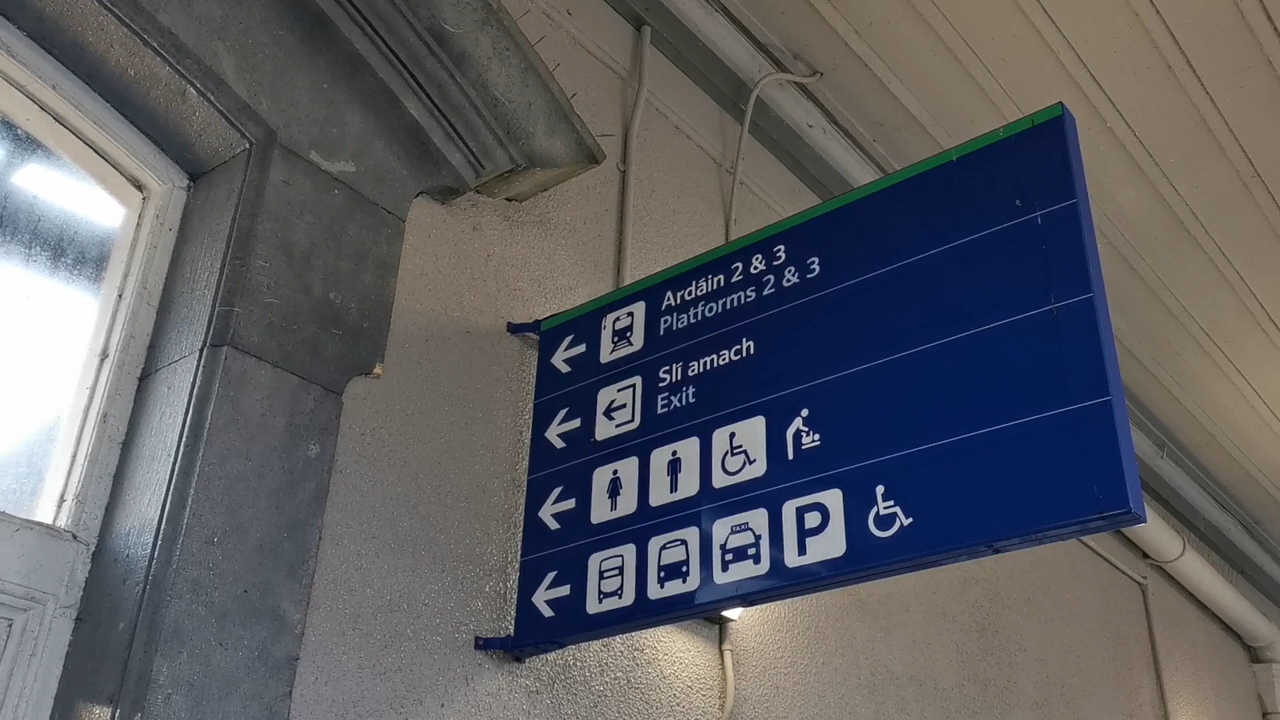 Ardáin 2 & 3
Platforms 2 & 3
Slí amach
Exit
TAXI
P